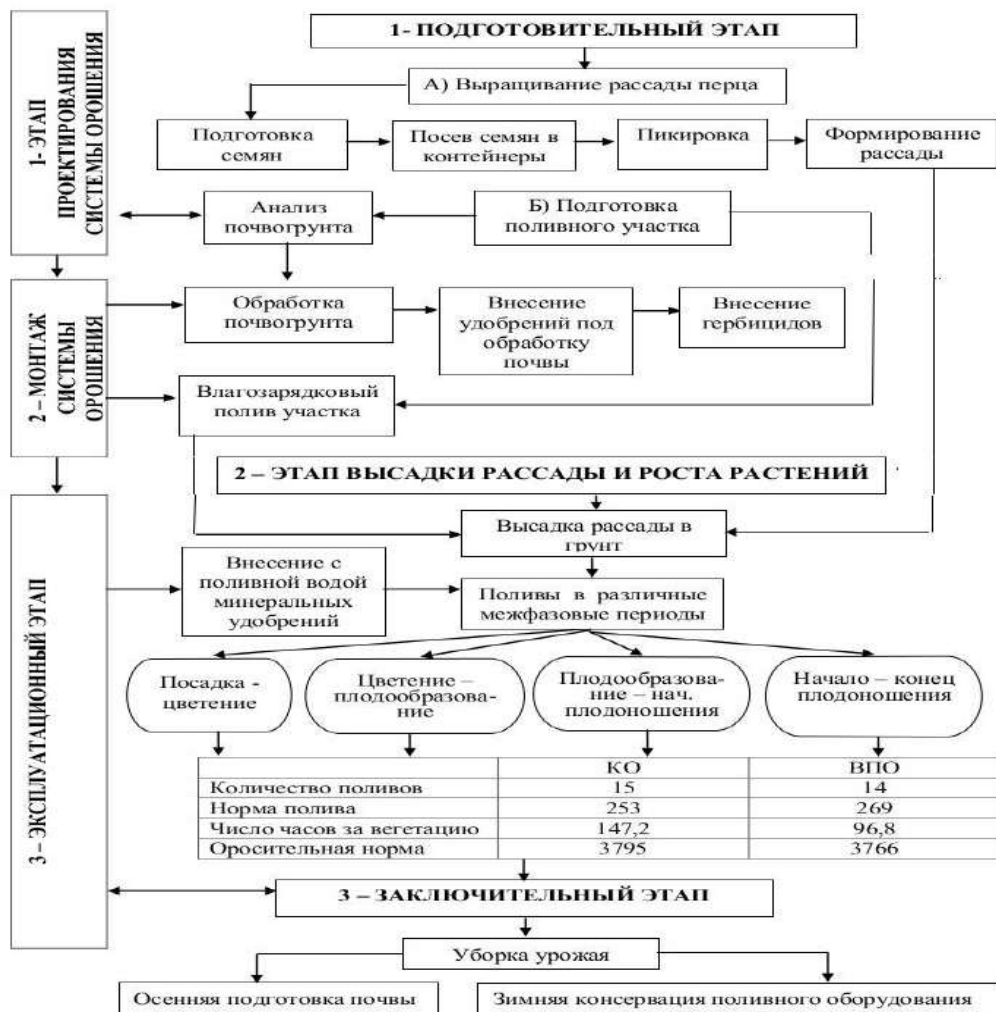 1- ПОДГОТОВИТЕЛЬНЫЙ ЭТАП
1- ЭТАП
ПРОЕКТИРОВАНИЯ
СИСТЕМЫ ОРОШЕНИЯ
А) Выращивание рассады перца
Подготовка
семян
Посев семян в
контейнеры
Пикировка
Формирование
рассады
Анализ
почвогрунта
Б) Подготовка
поливного участка
2 – МОНТАЖ
СИСТЕМЫ
ОРОШЕНИЯ
Обработка
почвогрунта
Внесение
удобрений под
обработку
почвы
Внесение
гербицидов
Влагозарядковый
полив участка
2 – ЭТАП ВЫСАДКИ РАССАДЫ И РОСТА РАСТЕНИЙ
3 – ЭКСПЛУАТАЦИОННЫЙ ЭТАП
Высадка рассады в
грунт
Внесение с
поливной водой
минеральных
удобрений
Поливы в различные
межфазовые периоды
Посадка -
цветение
Цветение –
плодообразов-
ание
Плодообразова-
ние – нач.
плодоношения
Начало – конец
плодоношения
КО ВПО
Количество поливов 15 14
Норма полива 253 269
Число часов за вегетацию 147,2 96,8
Оросительная норма 3795 3766
3 – ЗАКЛЮЧИТЕЛЬНЫЙ ЭТАП
Уборка урожая
Осенняя подготовка почвы
Зимняя консервация поливного оборудования